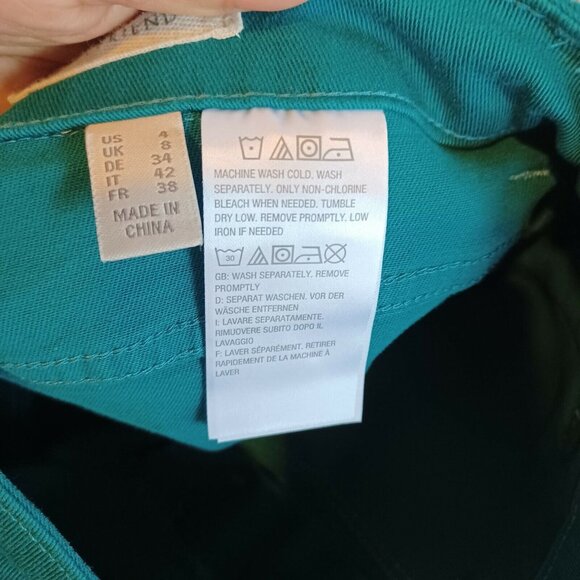 US 4
UK 8
DE 34
IT 42
FR 38
MADE IN
CHINA
MACHINE WASH COLD. WASH
SEPARATELY. ONLY NON-CHLORINE
BLEACH WHEN NEEDED. TUMBLE
DRY LOW. REMOVE PROMPTLY. LOW
IRON IF NEEDED
30
GB: WASH SEPARATELY. REMOVE
PROMPTLY
D: SEPARAT WASCHEN. VOR DER
WÄSCHE ENTFERNEN
I: LAVARE SEPARATAMENTE.
RIMUOVERE SUBITO DOPO IL
LAVAGGIO
F: LAVER SÉPARÉMENT. RETIRER
RAPIDEMENT DE LA MACHINE À
LAVER